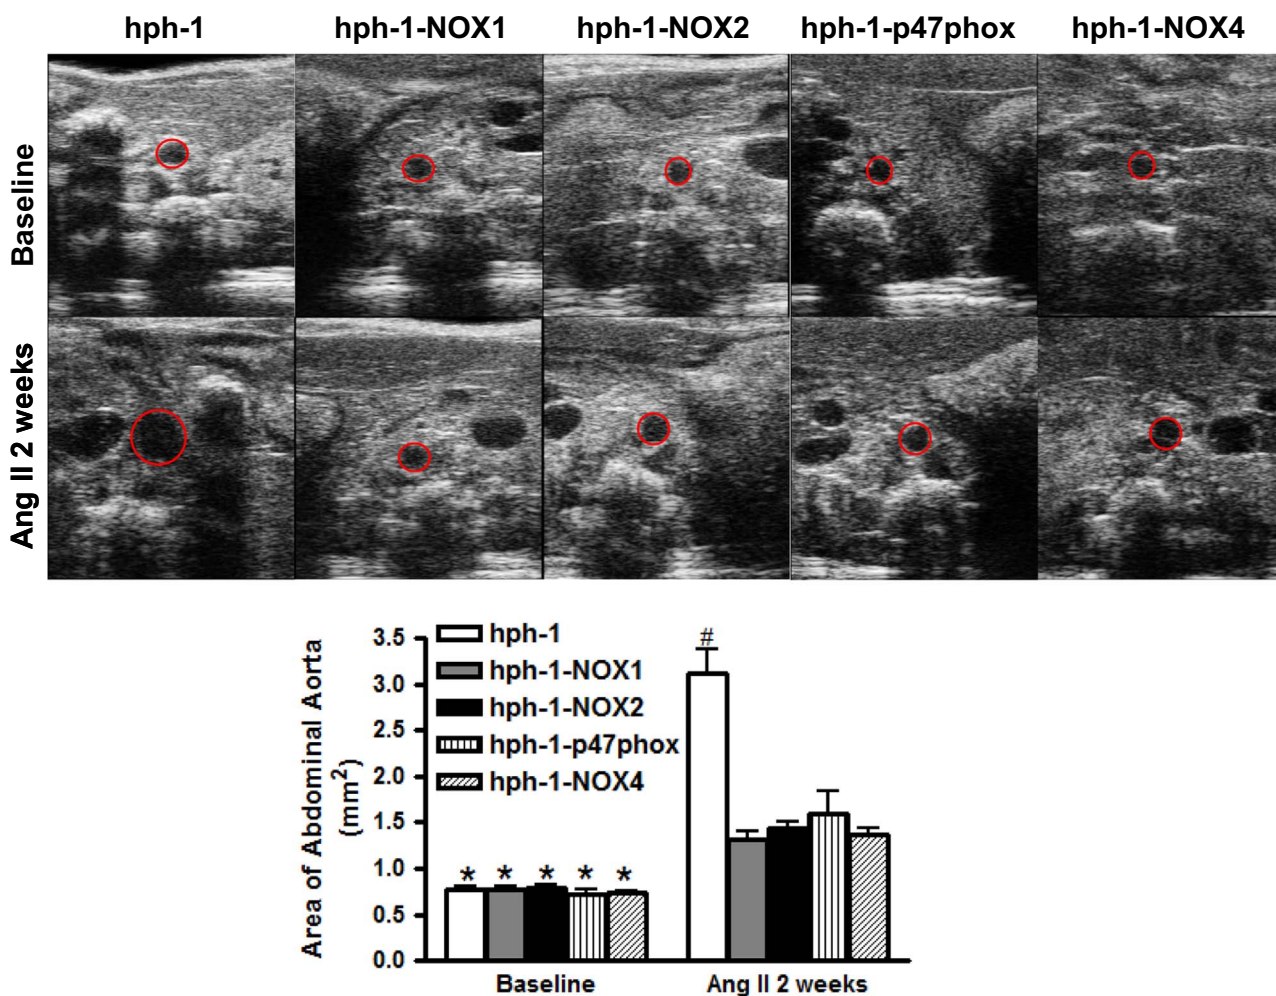 hph-1 hph-1-NOX1 hph-1-NOX2 hph-1-p47phox hph-1-NOX4
Baseline
Ang II 2 weeks
Area of Abdominal Aorta
(mm²)
3.5
3.0
2.5
2.0
1.5
1.0
0.5
0.0
hph-1
hph-1-NOX1
hph-1-NOX2
hph-1-p47phox
hph-1-NOX4
#
* * * * *
Baseline Ang II 2 weeks